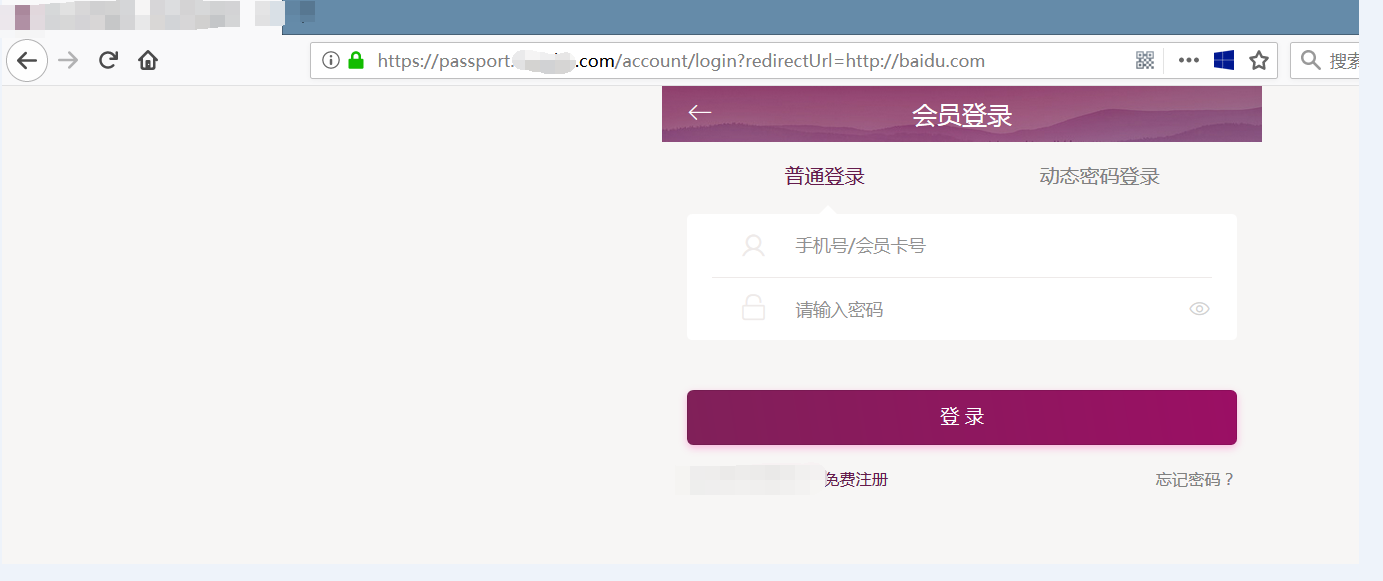 https://passport. .com/account/login?redirectUrl=http://baidu.com
搜索
会员登录
普通登录 动态密码登录
手机号/会员卡号
请输入密码
登 录
免费注册 忘记密码？